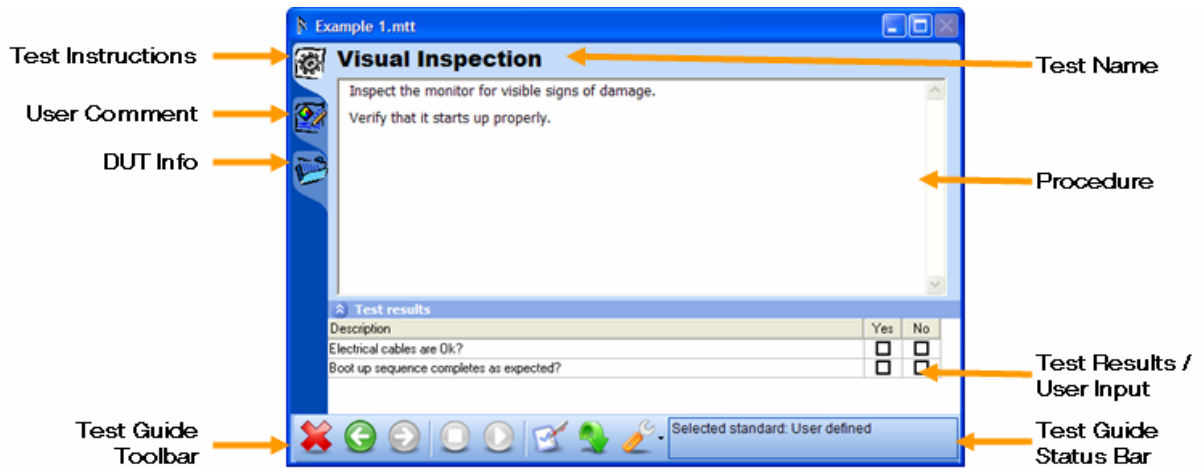 Example 1.mtt
Test Instructions
Visual Inspection
Test Name
Inspect the monitor for visible signs of damage.
User Comment
Verify that it starts up properly.
DUT Info
Procedure
Test results
Description Yes No
Electrical cables are Ok?
Boot up sequence completes as expected?
Test Results /
User Input
Test Guide
Toolbar
Selected standard: User defined
Test Guide
Status Bar